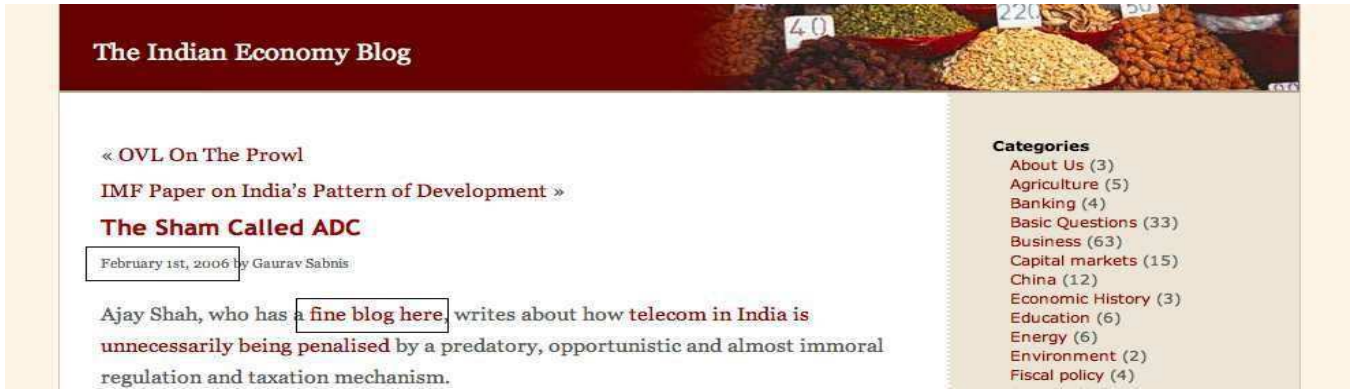 The Indian Economy Blog
40
220
50
« OVL On The Prowl
IMF Paper on India's Pattern of Development »
The Sham Called ADC
February 1st, 2006 by Gaurav Sabnis
Ajay Shah, who has a fine blog here, writes about how telecom in India is
unnecessarily being penalised by a predatory, opportunistic and almost immoral
regulation and taxation mechanism.
Categories
About Us (3)
Agriculture (5)
Banking (4)
Basic Questions (33)
Business (63)
Capital markets (15)
China (12)
Economic History (3)
Education (6)
Energy (6)
Environment (2)
Fiscal policy (4)